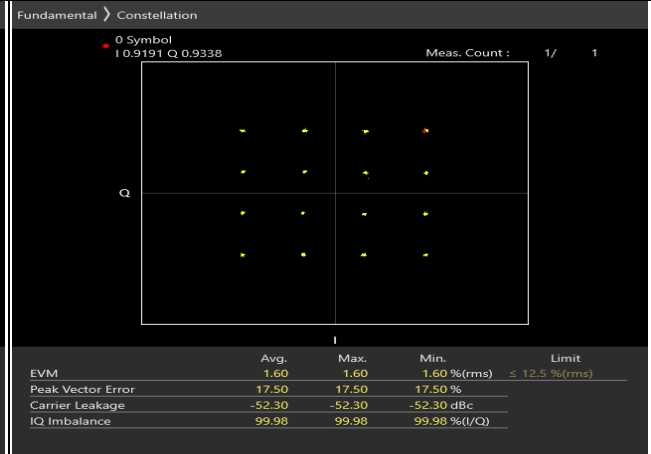 Fundamental ❯ Constellation
0 Symbol
I 0.9191 Q 0.9338
Meas. Count : 1/ 1
Q
I
Avg. Max. Min. Limit
EVM 1.60 1.60 1.60 %(rms) ≤ 12.5 %(rms)
Peak Vector Error 17.50 17.50 17.50 %
Carrier Leakage -52.30 -52.30 -52.30 dBc
IQ Imbalance 99.98 99.98 99.98 %(I/Q)